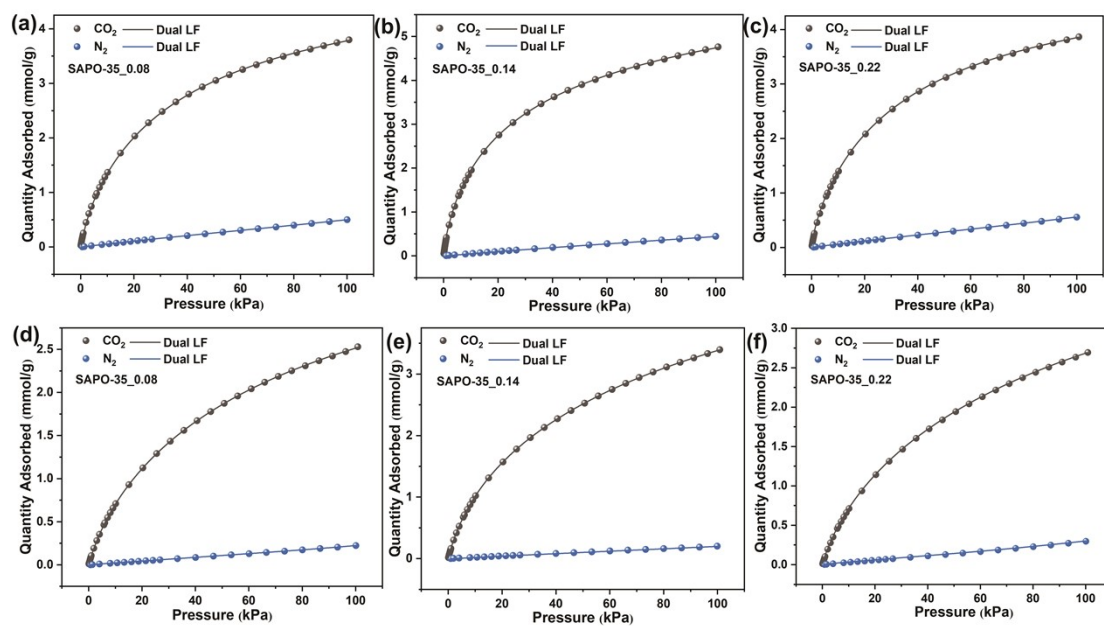 (a)
CO₂ Dual LF
N₂ Dual LF
SAPO-35_0.08
Quantity Adsorbed (mmol/g)
4
3
2
1
0
0 20 40 60 80 100
Pressure (kPa)
(b)
CO₂ Dual LF
N₂ Dual LF
SAPO-35_0.14
Quantity Adsorbed (mmol/g)
5
4
3
2
1
0
0 20 40 60 80 100
Pressure (kPa)
(c)
CO₂ Dual LF
N₂ Dual LF
SAPO-35_0.22
Quantity Adsorbed (mmol/g)
4
3
2
1
0
0 20 40 60 80 100
Pressure (kPa)
(d)
CO₂ Dual LF
N₂ Dual LF
SAPO-35_0.08
Quantity Adsorbed (mmol/g)
2.5
2.0
1.5
1.0
0.5
0.0
0 20 40 60 80 100
Pressure (kPa)
(e)
CO₂ Dual LF
N₂ Dual LF
SAPO-35_0.14
Quantity Adsorbed (mmol/g)
3
2
1
0
0 20 40 60 80 100
Pressure (kPa)
(f)
CO₂ Dual LF
N₂ Dual LF
SAPO-35_0.22
Quantity Adsorbed (mmol/g)
3.0
2.5
2.0
1.5
1.0
0.5
0.0
0 20 40 60 80 100
Pressure (kPa)